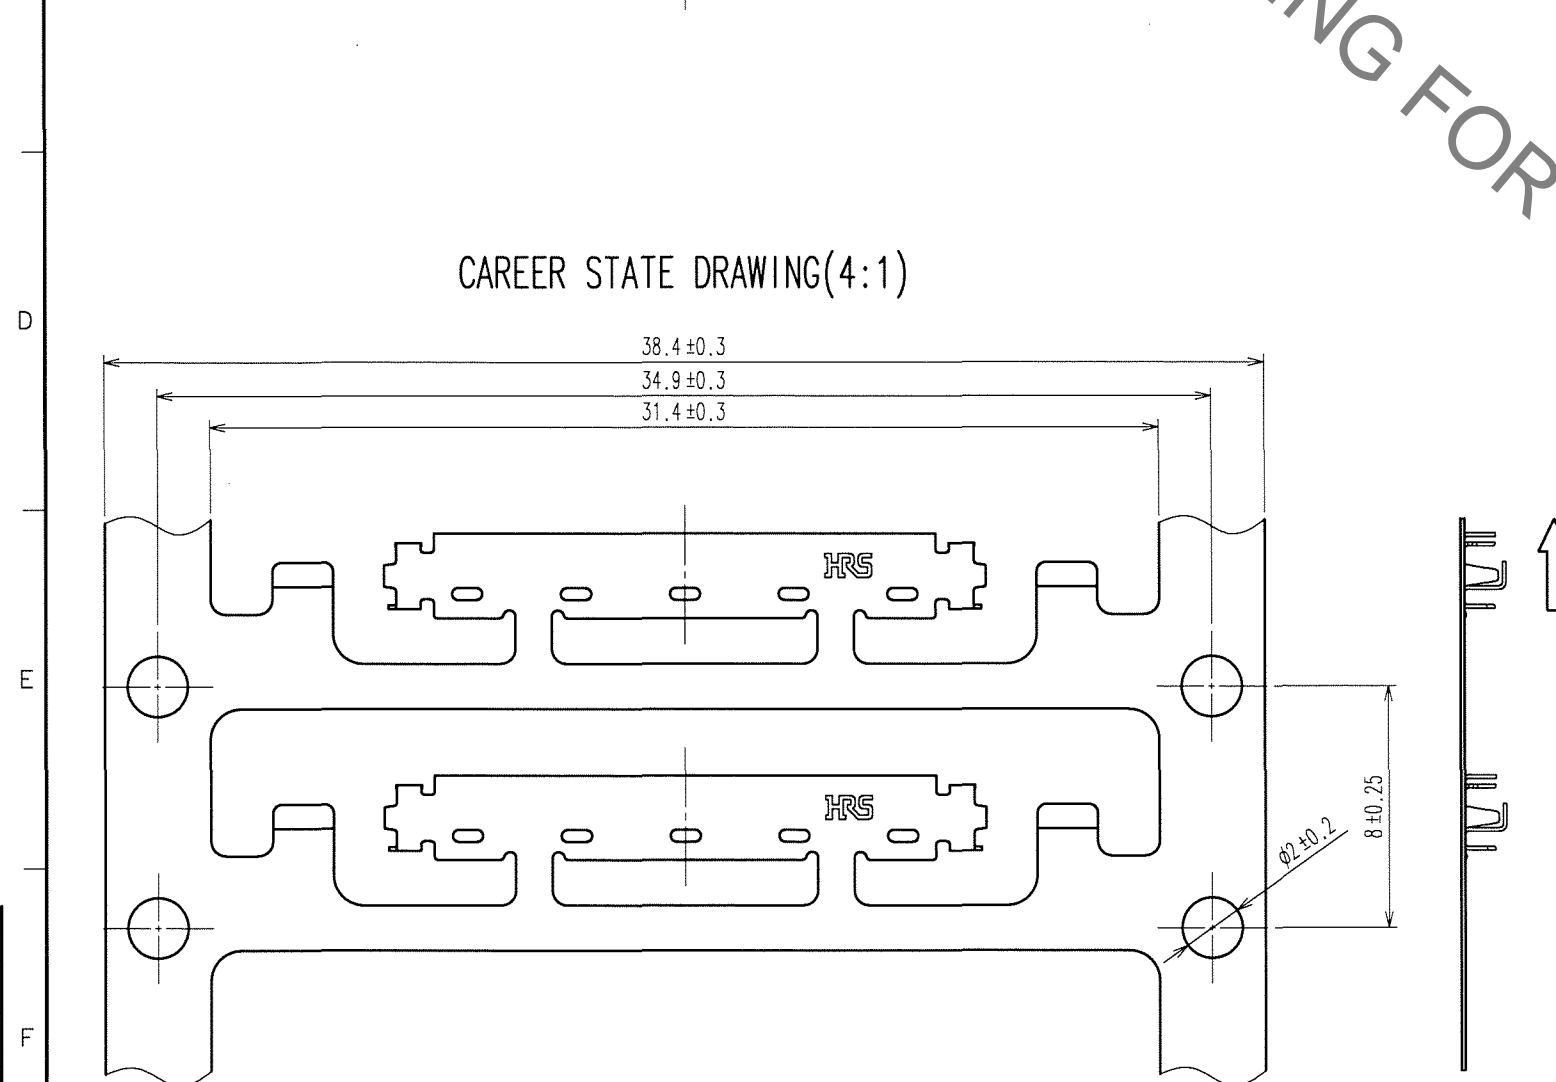 ING FOR
CAREER STATE DRAWING(4:1)
D
38.4±0.3
34.9±0.3
31.4±0.3
HRS
E
HRS
8±0.25
φ2±0.2
F